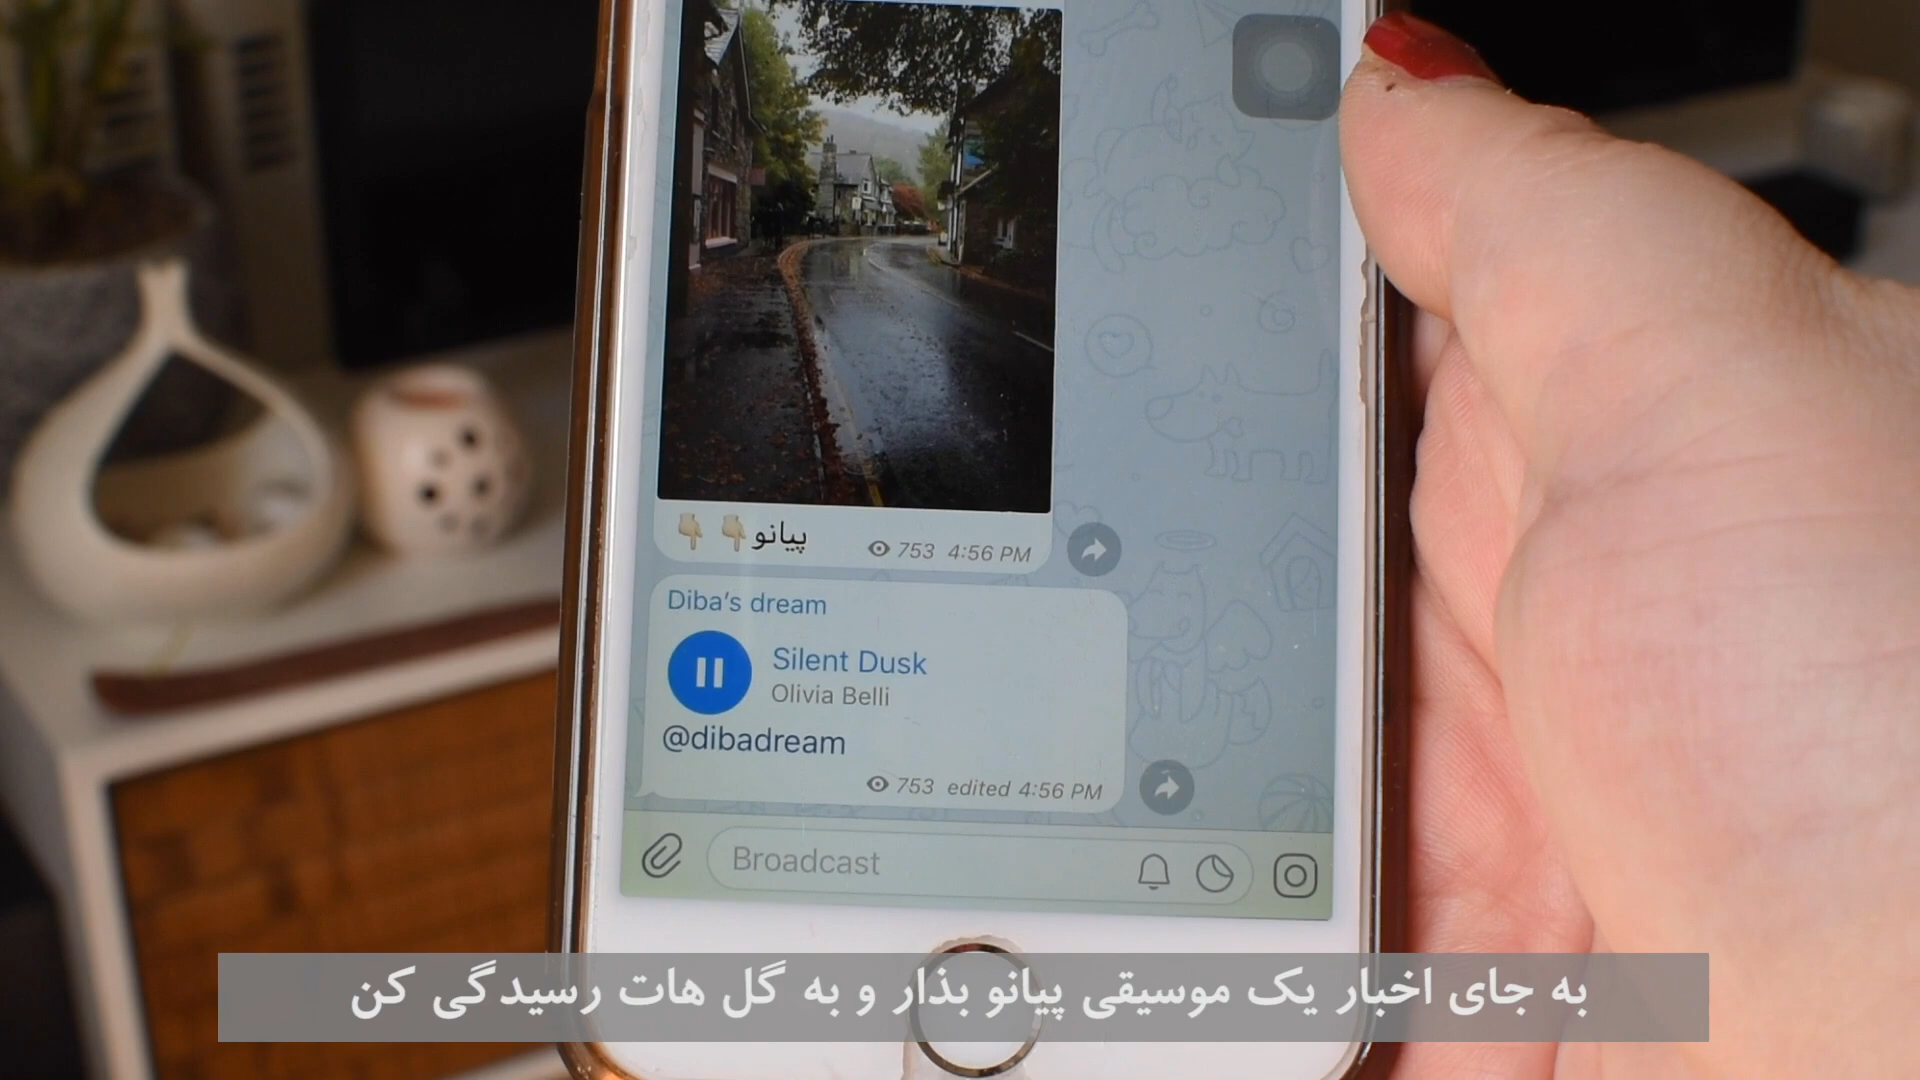 پیانو👇🏼👇🏼
753 4:56 PM
Diba's dream
Silent Dusk
Olivia Belli
@dibadream
753 edited 4:56 PM
Broadcast
به جای اخبار یک موسیقی پیانو بذار و به گل هات رسیدگی کن